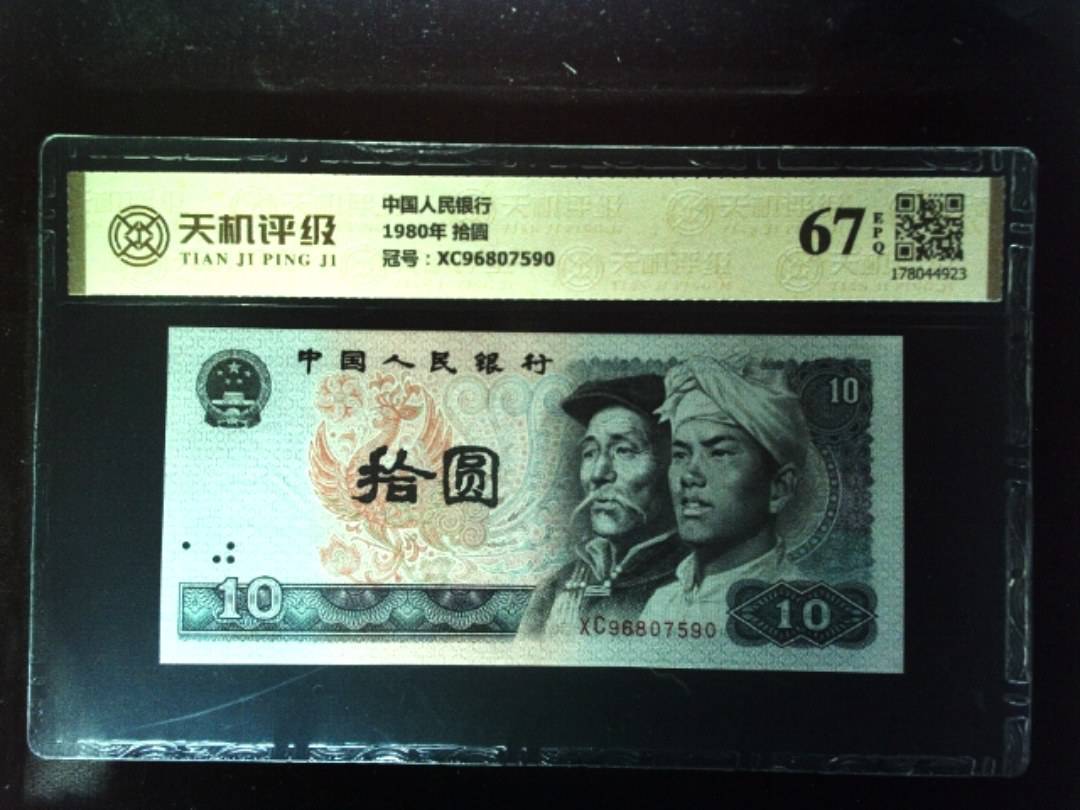 天机评级
TIAN JI PING JI
中国人民银行
1980年 拾圆
冠号：XC96807590
67
EPQ
178044923
中国人民银行
10
拾圆
10
XC96807590
10